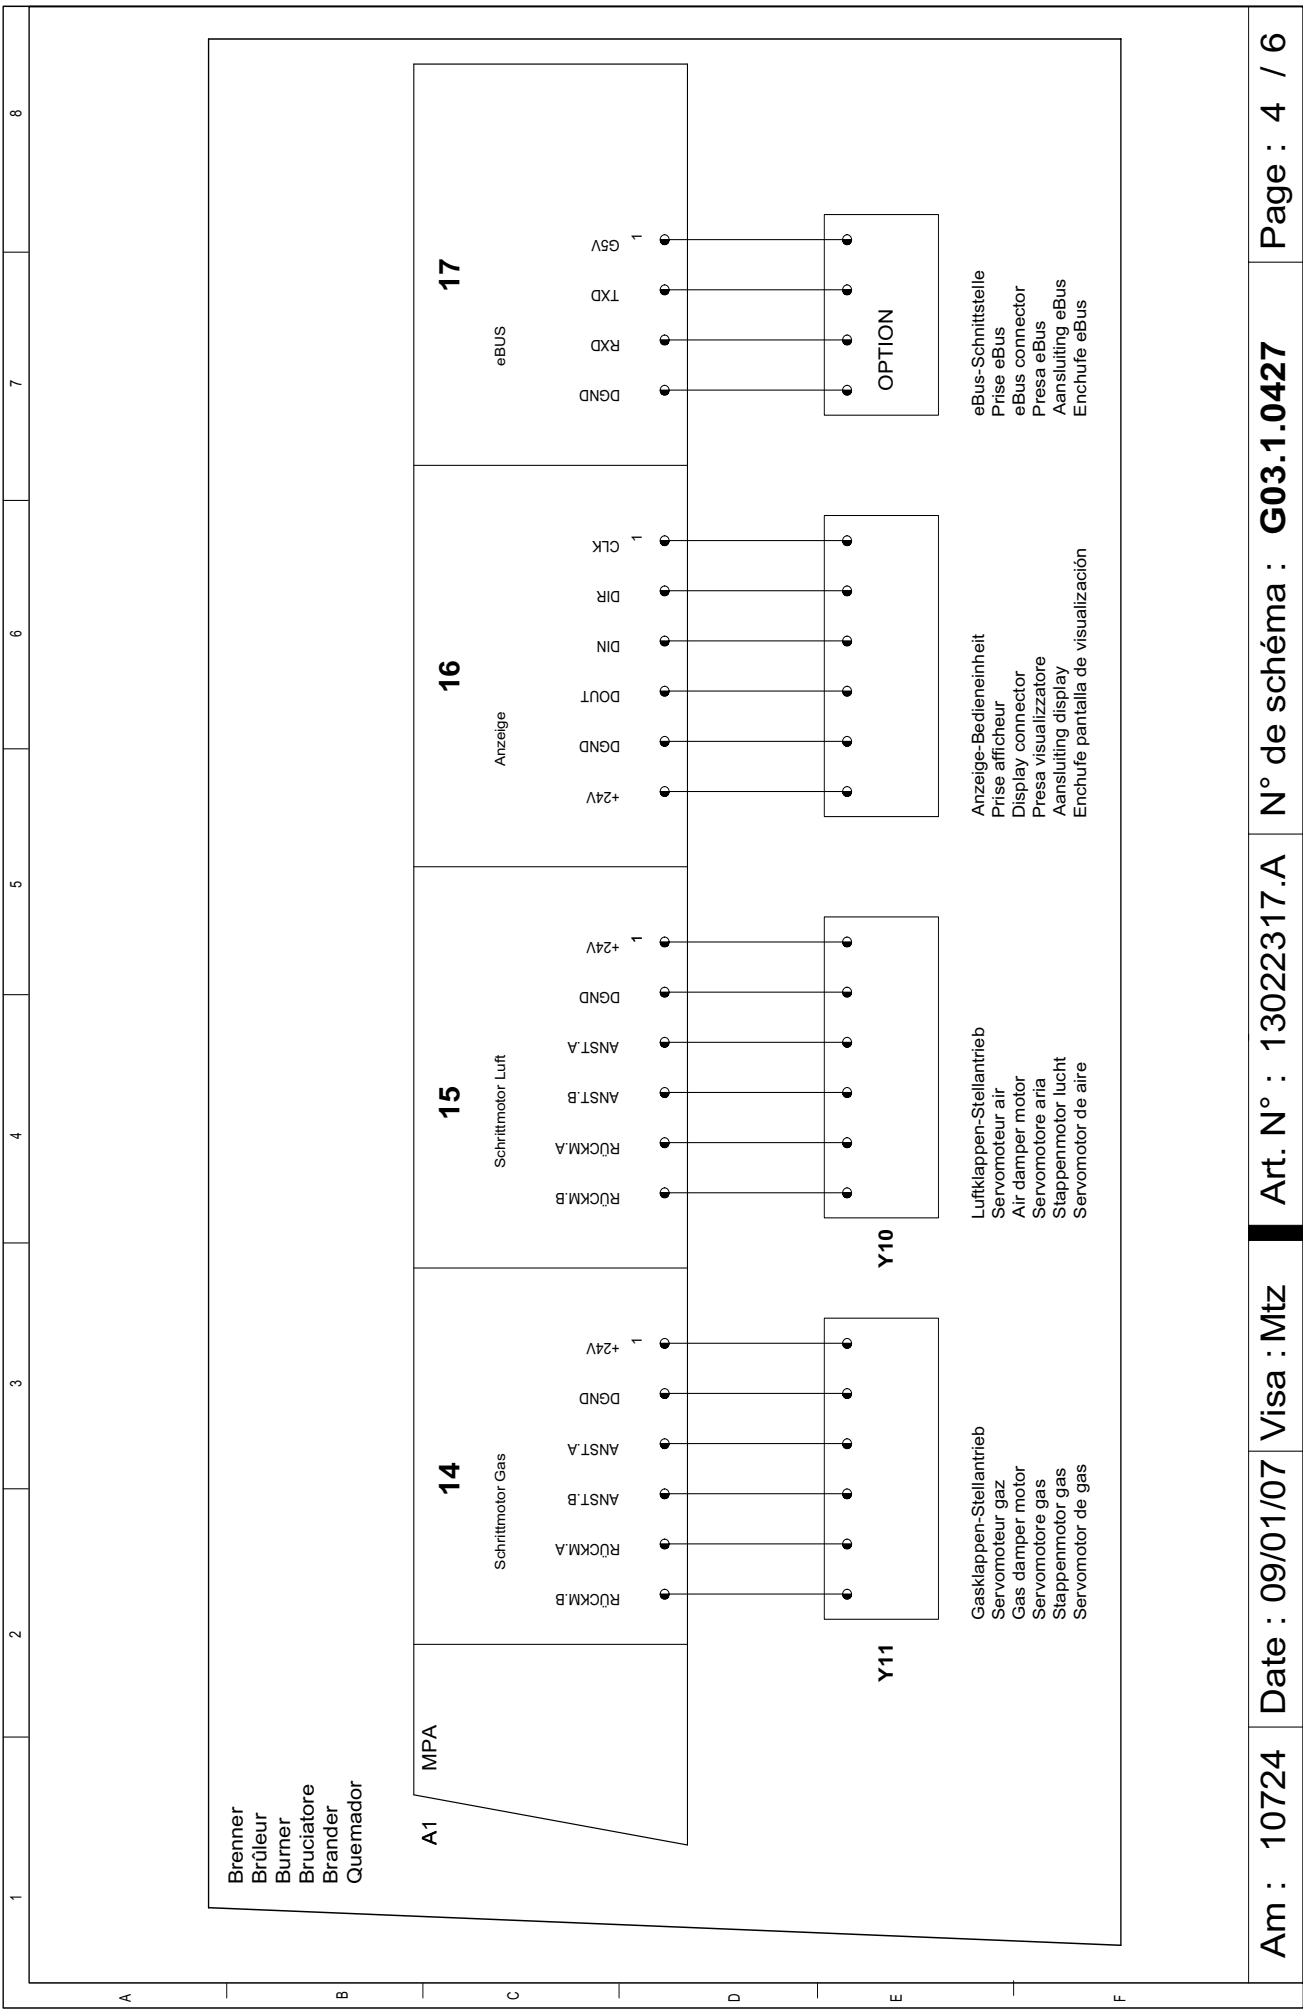 1
2
3
4
5
6
7
8
A
B
C
D
E
F
Brenner
Brûleur
Burner
Bruciatore
Brander
Quemador
A1
MPA
14
Schrittmotor Gas
RÜCKM.B
RÜCKM.A
ANST.B
ANST.A
DGND
+24V
1
15
Schrittmotor Luft
RÜCKM.B
RÜCKM.A
ANST.B
ANST.A
DGND
+24V
1
16
Anzeige
+24V
DGND
DOUT
DIN
DIR
CLK
1
17
eBUS
DGND
RXD
TXD
G5V
1
Y11
Y10
OPTION
Gasklappen-Stellantrieb
Servomoteur gaz
Gas damper motor
Servomotore gas
Stappenmotor gas
Servomotor de gas
Luftklappen-Stellantrieb
Servomoteur air
Air damper motor
Servomotore aria
Stappenmotor lucht
Servomotor de aire
Anzeige-Bedieneinheit
Prise afficheur
Display connector
Presa visualizzatore
Aansluiting display
Enchufe pantalla de visualización
eBus-Schnittstelle
Prise eBus
eBus connector
Presa eBus
Aansluiting eBus
Enchufe eBus
Am : 10724
Date : 09/01/07
Visa : Mtz
Art. N° : 13022317.A
N° de schéma : G03.1.0427
Page : 4 / 6